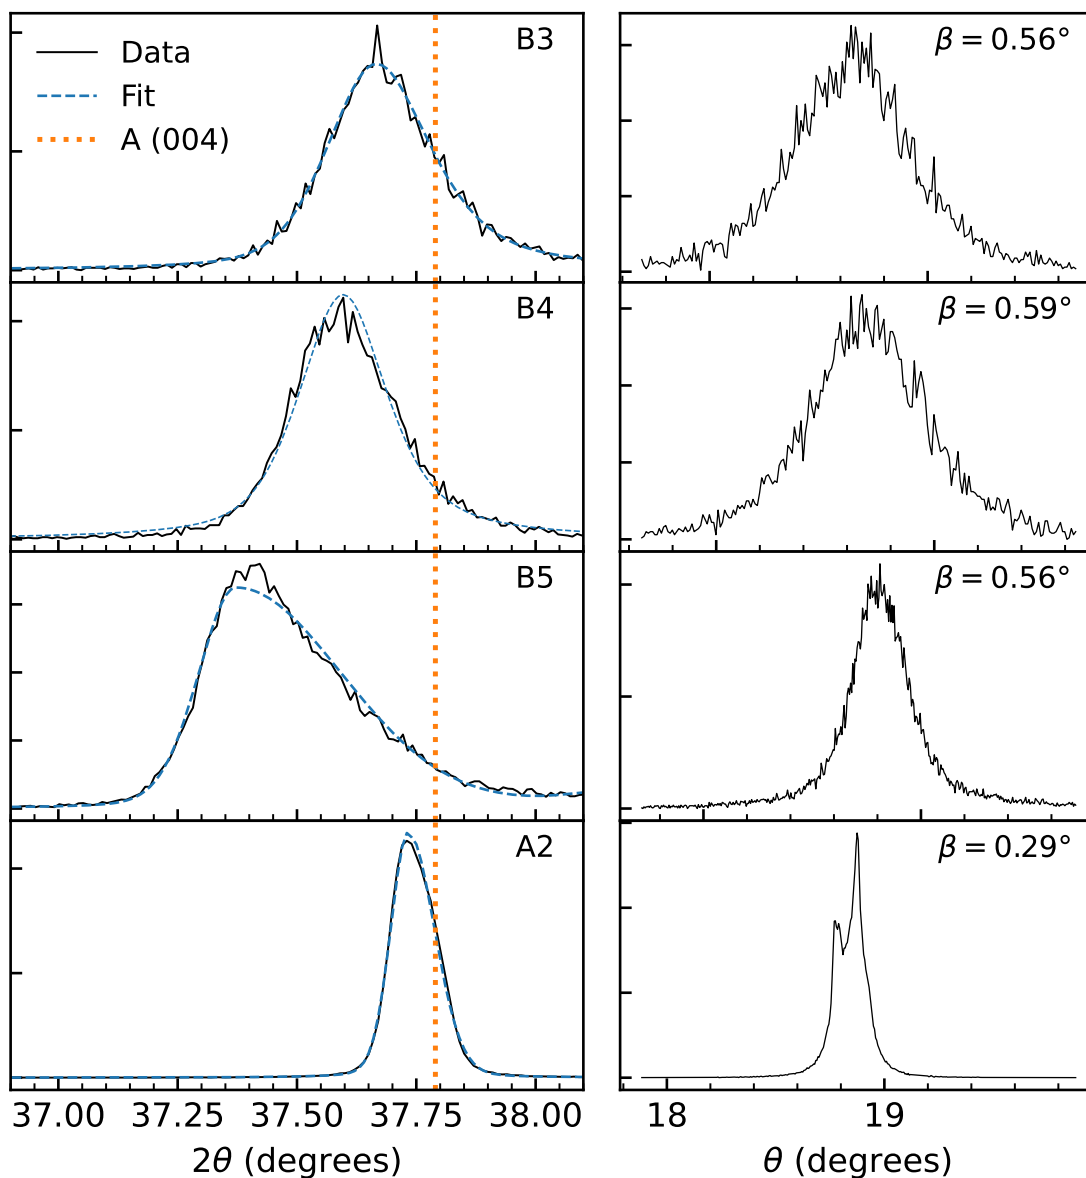 Data
Fit
A (004)
B3
β = 0.56°
B4
β = 0.59°
B5
β = 0.56°
A2
β = 0.29°
37.00 37.25 37.50 37.75 38.00
18 19
2θ (degrees)
θ (degrees)